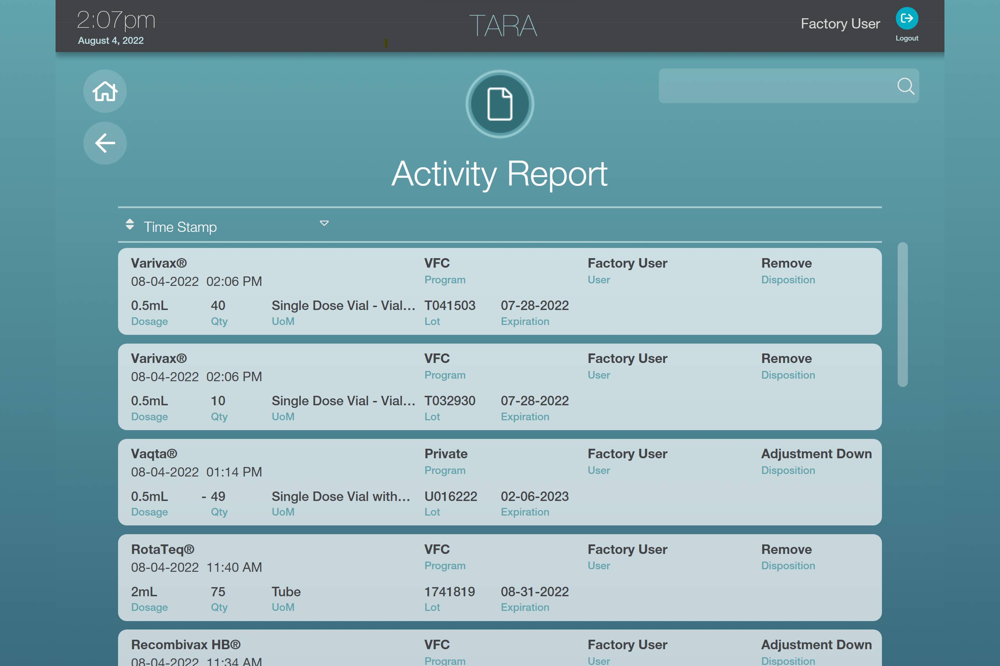 2:07pm
August 4, 2022
TARA
Factory User
Logout
Activity Report
Time Stamp
Varivax® VFC Factory User Remove
08-04-2022 02:06 PM Program User Disposition
0.5mL 40 Single Dose Vial - Vial... T041503 07-28-2022
Dosage Qty UoM Lot Expiration
Varivax® VFC Factory User Remove
08-04-2022 02:06 PM Program User Disposition
0.5mL 10 Single Dose Vial - Vial... T032930 07-28-2022
Dosage Qty UoM Lot Expiration
Vaqta® Private Factory User Adjustment Down
08-04-2022 01:14 PM Program User Disposition
0.5mL - 49 Single Dose Vial with... U016222 02-06-2023
Dosage Qty UoM Lot Expiration
RotaTeq® VFC Factory User Remove
08-04-2022 11:40 AM Program User Disposition
2mL 75 Tube 1741819 08-31-2022
Dosage Qty UoM Lot Expiration
Recombivax HB® VFC Factory User Adjustment Down
08-04-2022 11:34 AM Program User Disposition